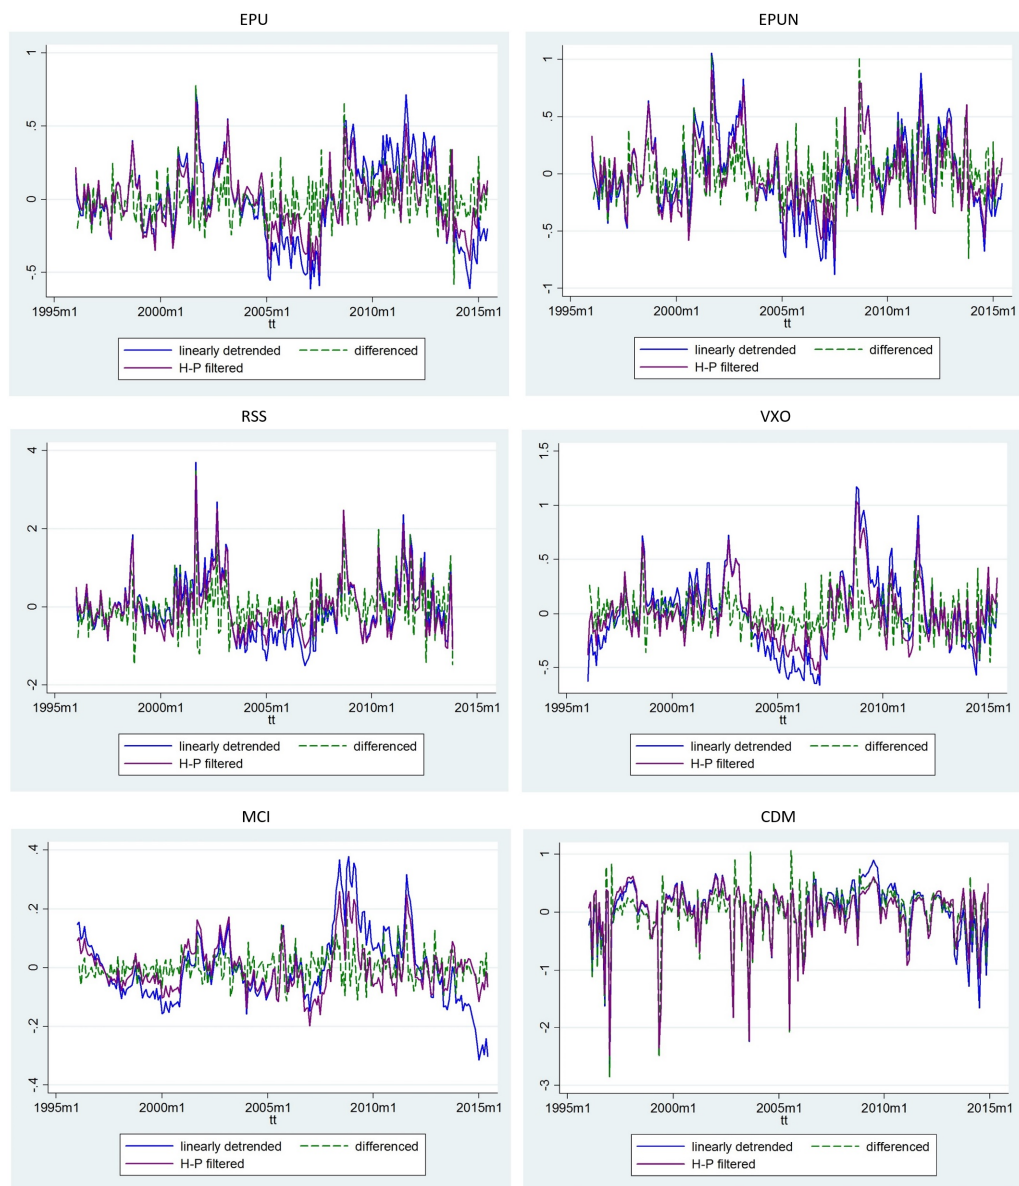 EPU
1
.5
0
-.5
1995m1 2000m1 2005m1 2010m1 2015m1
tt
linearly detrended differenced
H-P filtered
EPUN
1
.5
0
-.5
-1
1995m1 2000m1 2005m1 2010m1 2015m1
tt
linearly detrended differenced
H-P filtered
RSS
4
2
0
-2
1995m1 2000m1 2005m1 2010m1 2015m1
tt
linearly detrended differenced
H-P filtered
VXO
1.5
1
.5
0
-.5
1995m1 2000m1 2005m1 2010m1 2015m1
tt
linearly detrended differenced
H-P filtered
MCI
.4
.2
0
-.2
-.4
1995m1 2000m1 2005m1 2010m1 2015m1
tt
linearly detrended differenced
H-P filtered
CDM
1
0
-1
-2
-3
1995m1 2000m1 2005m1 2010m1 2015m1
tt
linearly detrended differenced
H-P filtered